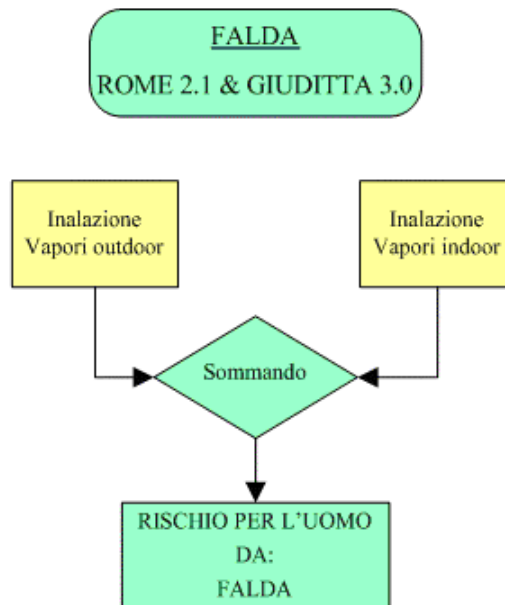 FALDA
ROME 2.1 & GIUDITTA 3.0
Inalazione
Vapori outdoor
Inalazione
Vapori indoor
Sommando
RISCHIO PER L'UOMO
DA:
FALDA